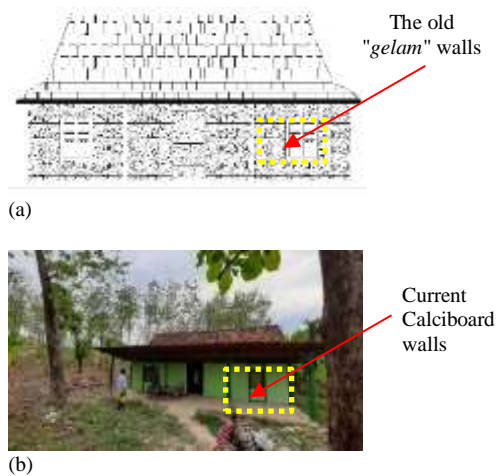 The old
"gelam" walls
(a)
Current
Calciboard
walls
(b)